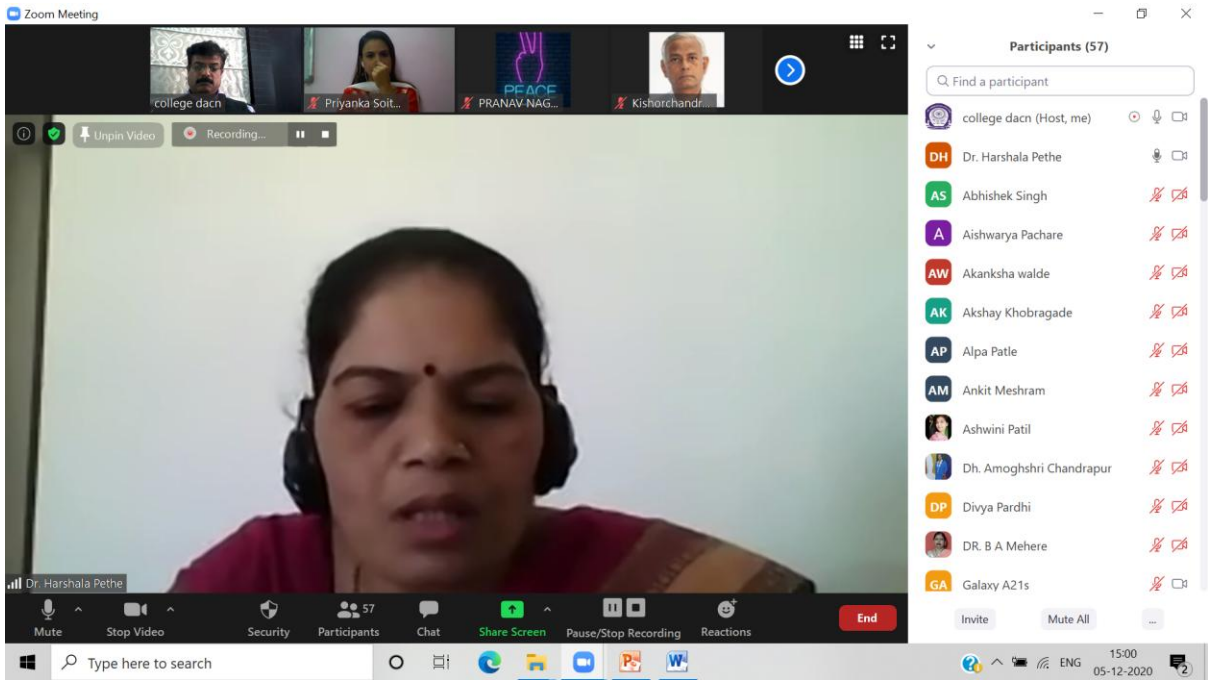 Zoom Meeting
college dacn
Priyanka Soit...
PEACE
PRANAV NAG...
Kishorchandr...
Unpin Video
Recording...
Dr. Harshala Pethe
Mute
Stop Video
Security
57
Participants
Chat
Share Screen
Pause/Stop Recording
Reactions
End
Participants (57)
Find a participant
college dacn (Host, me)
DH Dr. Harshala Pethe
AS Abhishek Singh
A Aishwarya Pachare
AW Akanksha walde
AK Akshay Khobragade
AP Alpa Patle
AM Ankit Meshram
Ashwini Patil
Dh. Amoghshri Chandrapur
DP Divya Pardhi
DR. B A Mehere
GA Galaxy A21s
Invite
Mute All
...
Type here to search
ENG
15:00
05-12-2020
2